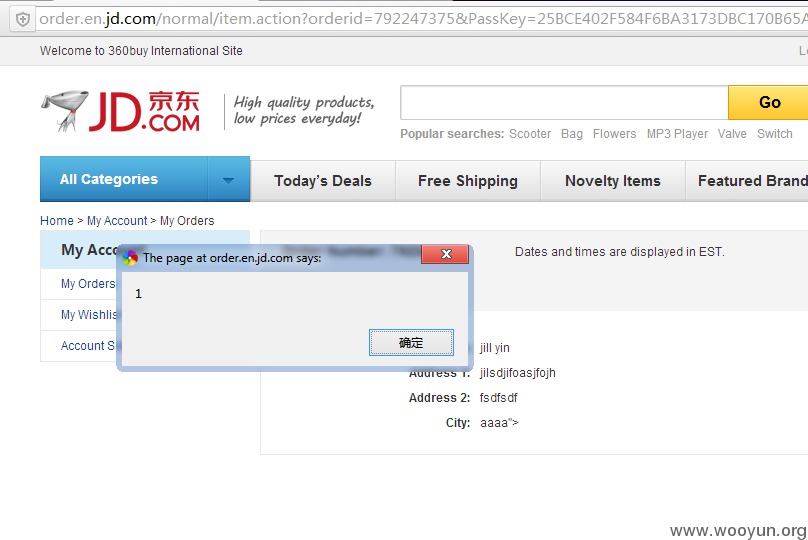 order.en.jd.com/normal/item.action?orderid=792247375&PassKey=25BCE402F584F6BA3173DBC170B65A
Welcome to 360buy International Site
JD 京东
.COM
High quality products,
low prices everyday!
Go
Popular searches: Scooter Bag Flowers MP3 Player Valve Switch
All Categories
Today's Deals
Free Shipping
Novelty Items
Featured Brand
Home > My Account > My Orders
My Acc
Dates and times are displayed in EST.
The page at order.en.jd.com says:
1
确定
My Orders
My Wishlis
Account S
jill yin
Address 1: jilsdjifoasjfojh
Address 2: fsdfsdf
City: aaaa">
www.wooyun.org